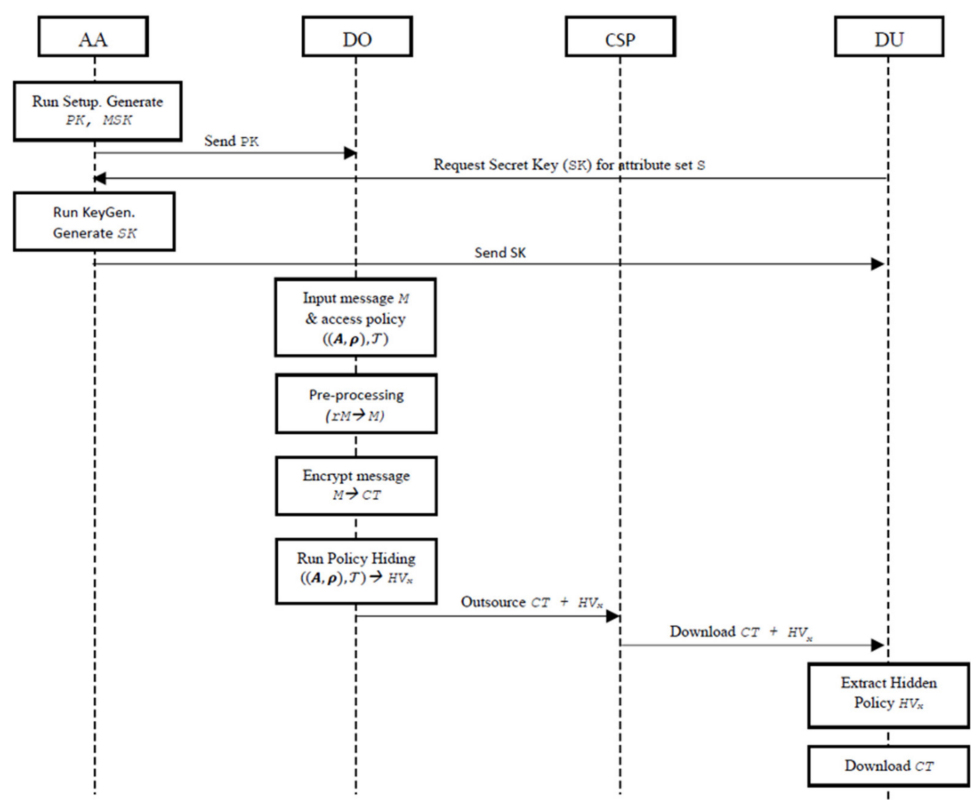 AA
DO
CSP
DU
Run Setup. Generate
PK, MSK
Send PK
Request Secret Key (SK) for attribute set S
Run KeyGen.
Generate SK
Send SK
Input message M
& access policy
((A, ρ), 𝒯)
Pre-processing
(rM→M)
Encrypt message
M→ CT
Run Policy Hiding
((A, ρ), 𝒯) → HVₓ
Outsource CT + HVₓ
Download CT + HVₓ
Extract Hidden
Policy HVₓ
Download CT